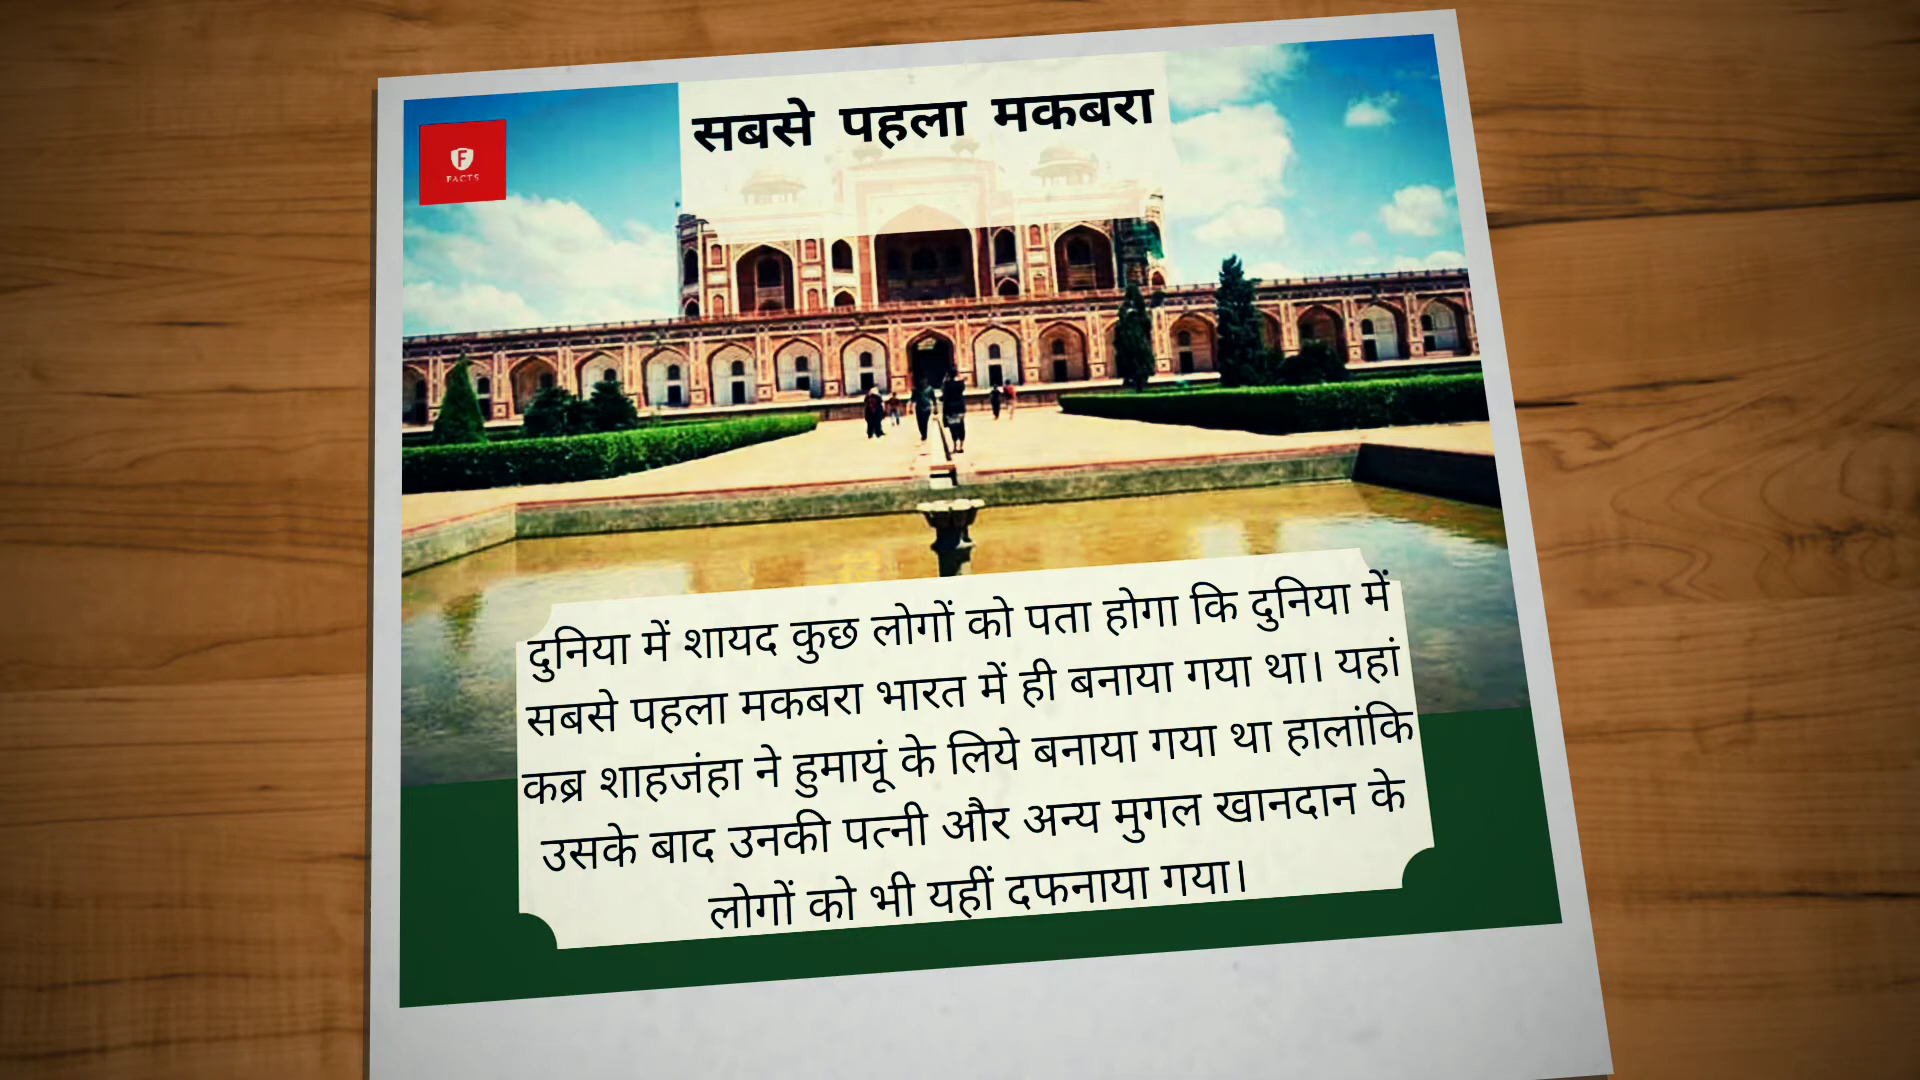 सबसे पहला मकबरा
F
FACTS
दुनिया में शायद कुछ लोगों को पता होगा कि दुनिया में
सबसे पहला मकबरा भारत में ही बनाया गया था। यहां
कब्र शाहजंहा ने हुमायूं के लिये बनाया गया था हालांकि
उसके बाद उनकी पत्नी और अन्य मुगल खानदान के
लोगों को भी यहीं दफनाया गया।